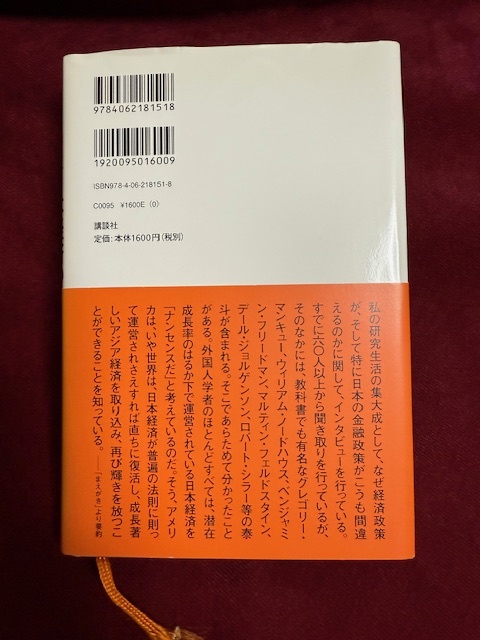 9784062181518
1920095016009
ISBN978-4-06-218151-8
C0095 ¥1600E (0)
講談社
定価:本体1600円(税別)
私の研究生活の集大成として、なぜ経済政策
が、そして特に日本の金融政策がこうも間違
えるのかに関して、インタビューを行っている。
すでに六〇人以上から聞き取りを行っているが、
そのなかには、教科書でも有名なグレゴリー・
マンキュー、ウィリアム・ノードハウス、ベンジャミ
ン・フリードマン、マルティン・フェルドスタイン、
デール・ジョルゲンソン、ロバート・シラー等の泰
斗が含まれる。そこであらためて分かったこと
がある。外国人学者のほとんどすべては、潜在
成長率のはるか下で運営されている日本経済を
「ナンセンスだ」と考えているのだ。そう、アメリ
カは、いや世界は、日本経済が普遍の法則に則っ
て運営されさえすれば直ちに復活し、成長著
しいアジア経済を取り込み、再び輝きを放つこ
とができることを知っている。――「まえがき」より要約